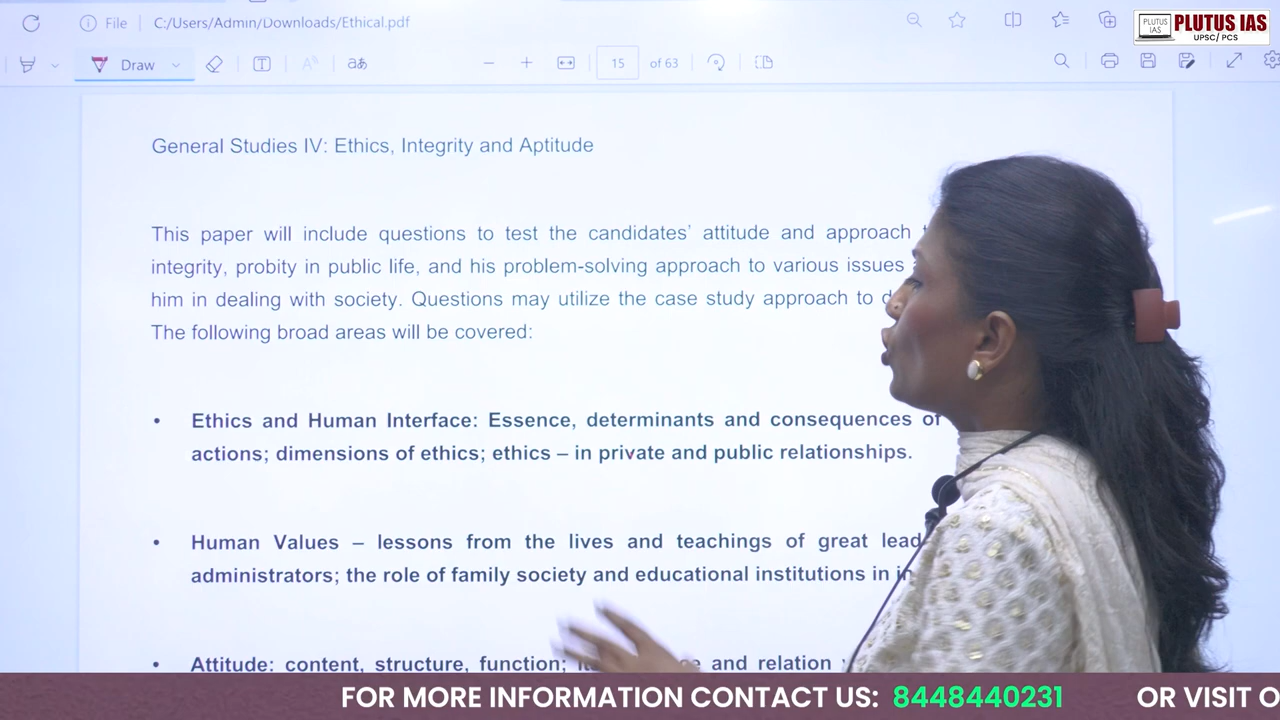 File C:/Users/Admin/Downloads/Ethical.pdf
PLUTUS IAS
PLUTUS IAS
UPSC/ PCS
Draw
aあ
15 of 63
General Studies IV: Ethics, Integrity and Aptitude
This paper will include questions to test the candidates' attitude and approach
integrity, probity in public life, and his problem-solving approach to various issues
him in dealing with society. Questions may utilize the case study approach to
The following broad areas will be covered:
• Ethics and Human Interface: Essence, determinants and consequences of
actions; dimensions of ethics; ethics – in private and public relationships.
• Human Values – lessons from the lives and teachings of great
administrators; the role of family society and educational institutions in
• Attitude: content, structure, function; and relation
FOR MORE INFORMATION CONTACT US: 8448440231 OR VISIT O